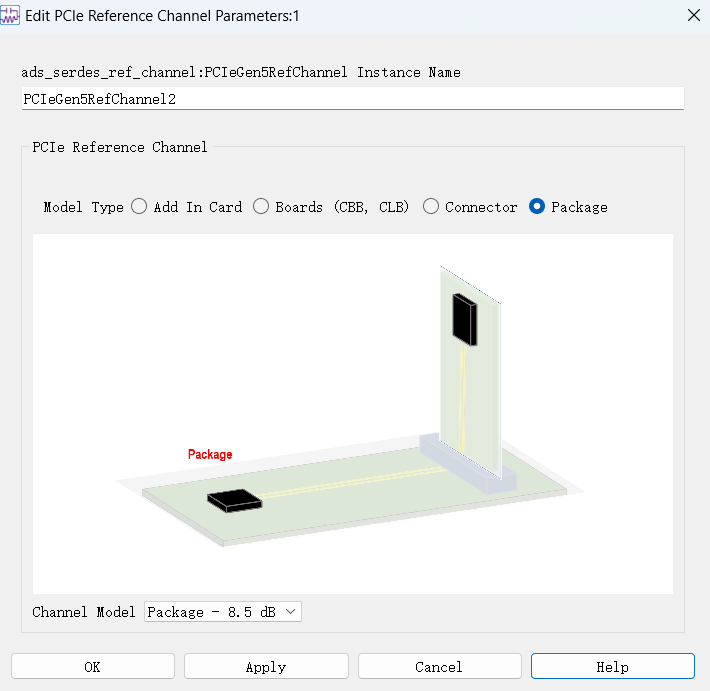 Edit PCIe Reference Channel Parameters:1
ads_serdes_ref_channel:PCIeGen5RefChannel Instance Name
PCIeGen5RefChannel2
PCIe Reference Channel
Model Type Add In Card Boards (CBB, CLB) Connector Package
Package
Channel Model Package - 8.5 dB
OK Apply Cancel Help